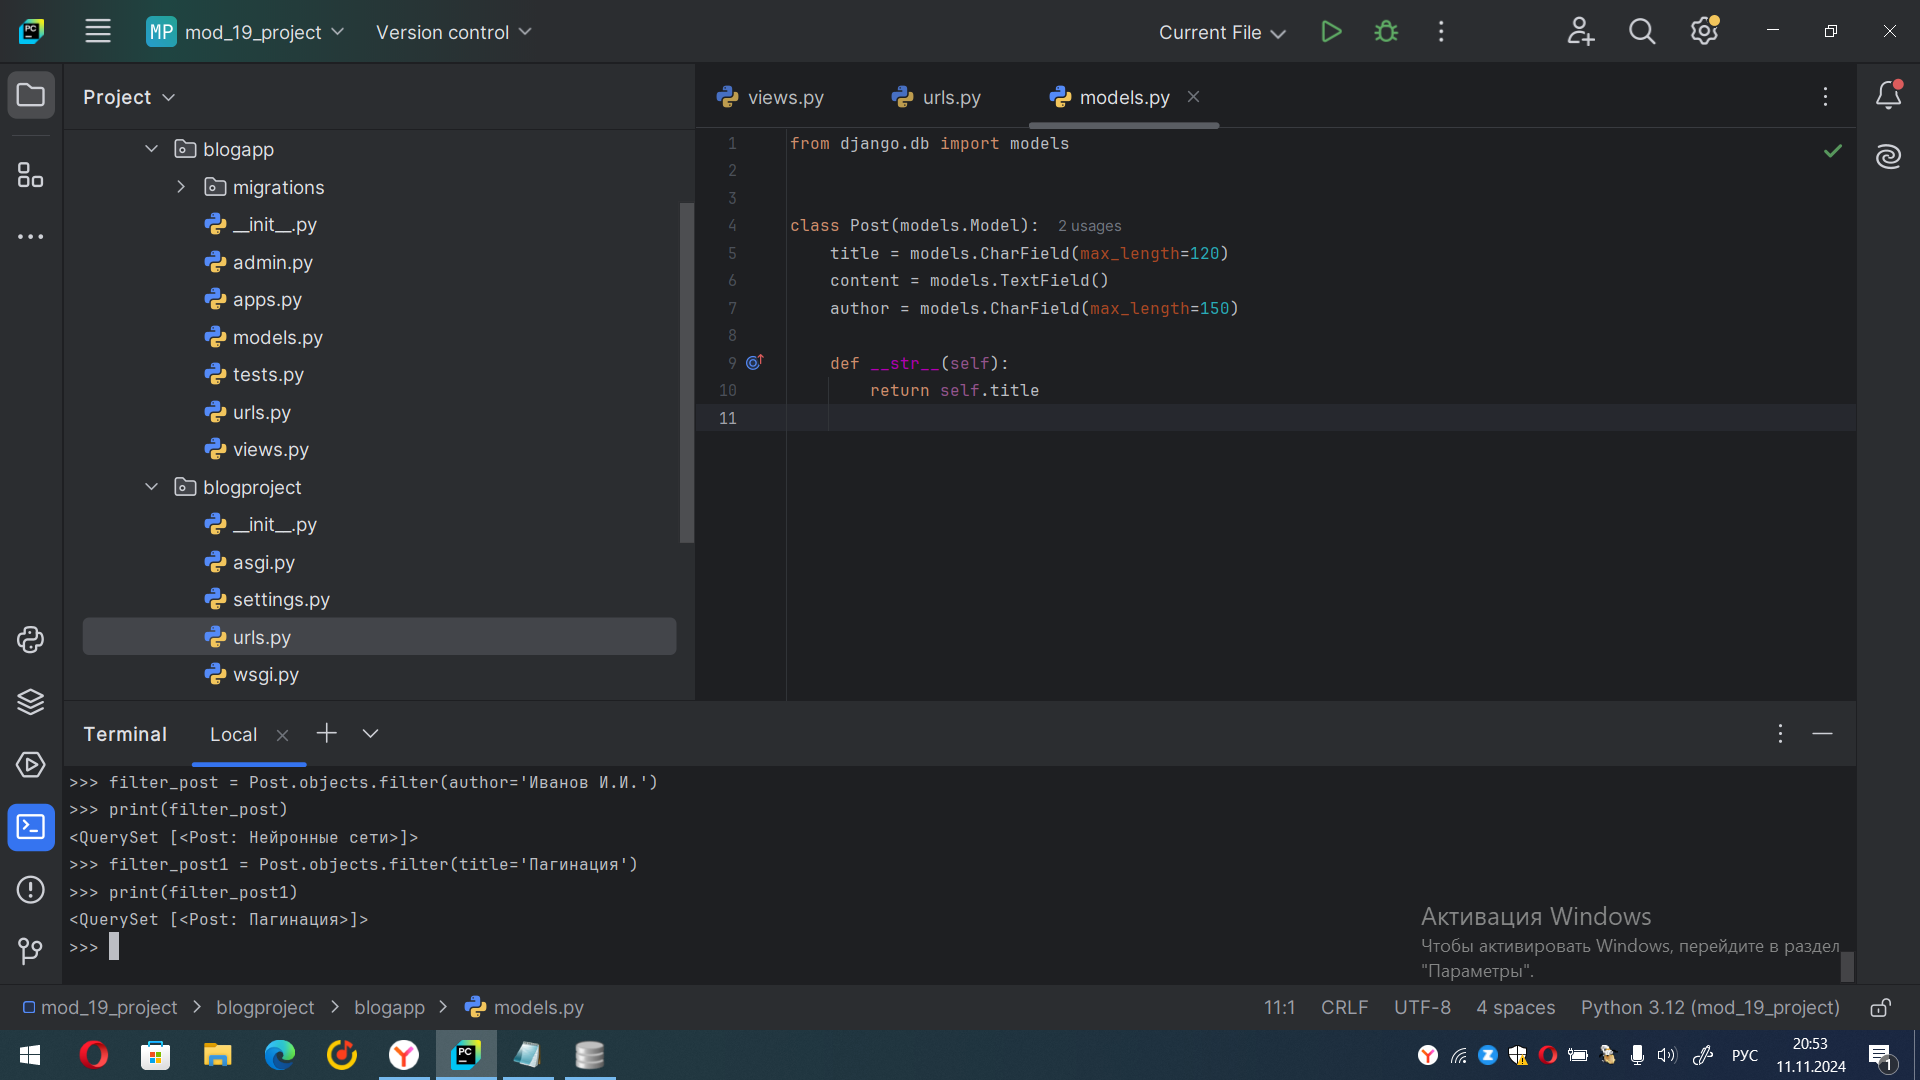 MP mod_19_project Version control Current File
Project
views.py urls.py models.py
blogapp
migrations
__init__.py
admin.py
apps.py
models.py
tests.py
urls.py
views.py
blogproject
__init__.py
asgi.py
settings.py
urls.py
wsgi.py
1 from django.db import models
2
3
4 class Post(models.Model): 2 usages
5 title = models.CharField(max_length=120)
6 content = models.TextField()
7 author = models.CharField(max_length=150)
8
9 def __str__(self):
10 return self.title
11
Terminal Local
>>> filter_post = Post.objects.filter(author='Иванов И.И.')
>>> print(filter_post)
<QuerySet [<Post: Нейронные сети>]>
>>> filter_post1 = Post.objects.filter(title='Пагинация')
>>> print(filter_post1)
<QuerySet [<Post: Пагинация>]>
>>>
Активация Windows
Чтобы активировать Windows, перейдите в раздел
"Параметры".
mod_19_project > blogproject > blogapp > models.py 11:1 CRLF UTF-8 4 spaces Python 3.12 (mod_19_project)
РУС
20:53
11.11.2024
1